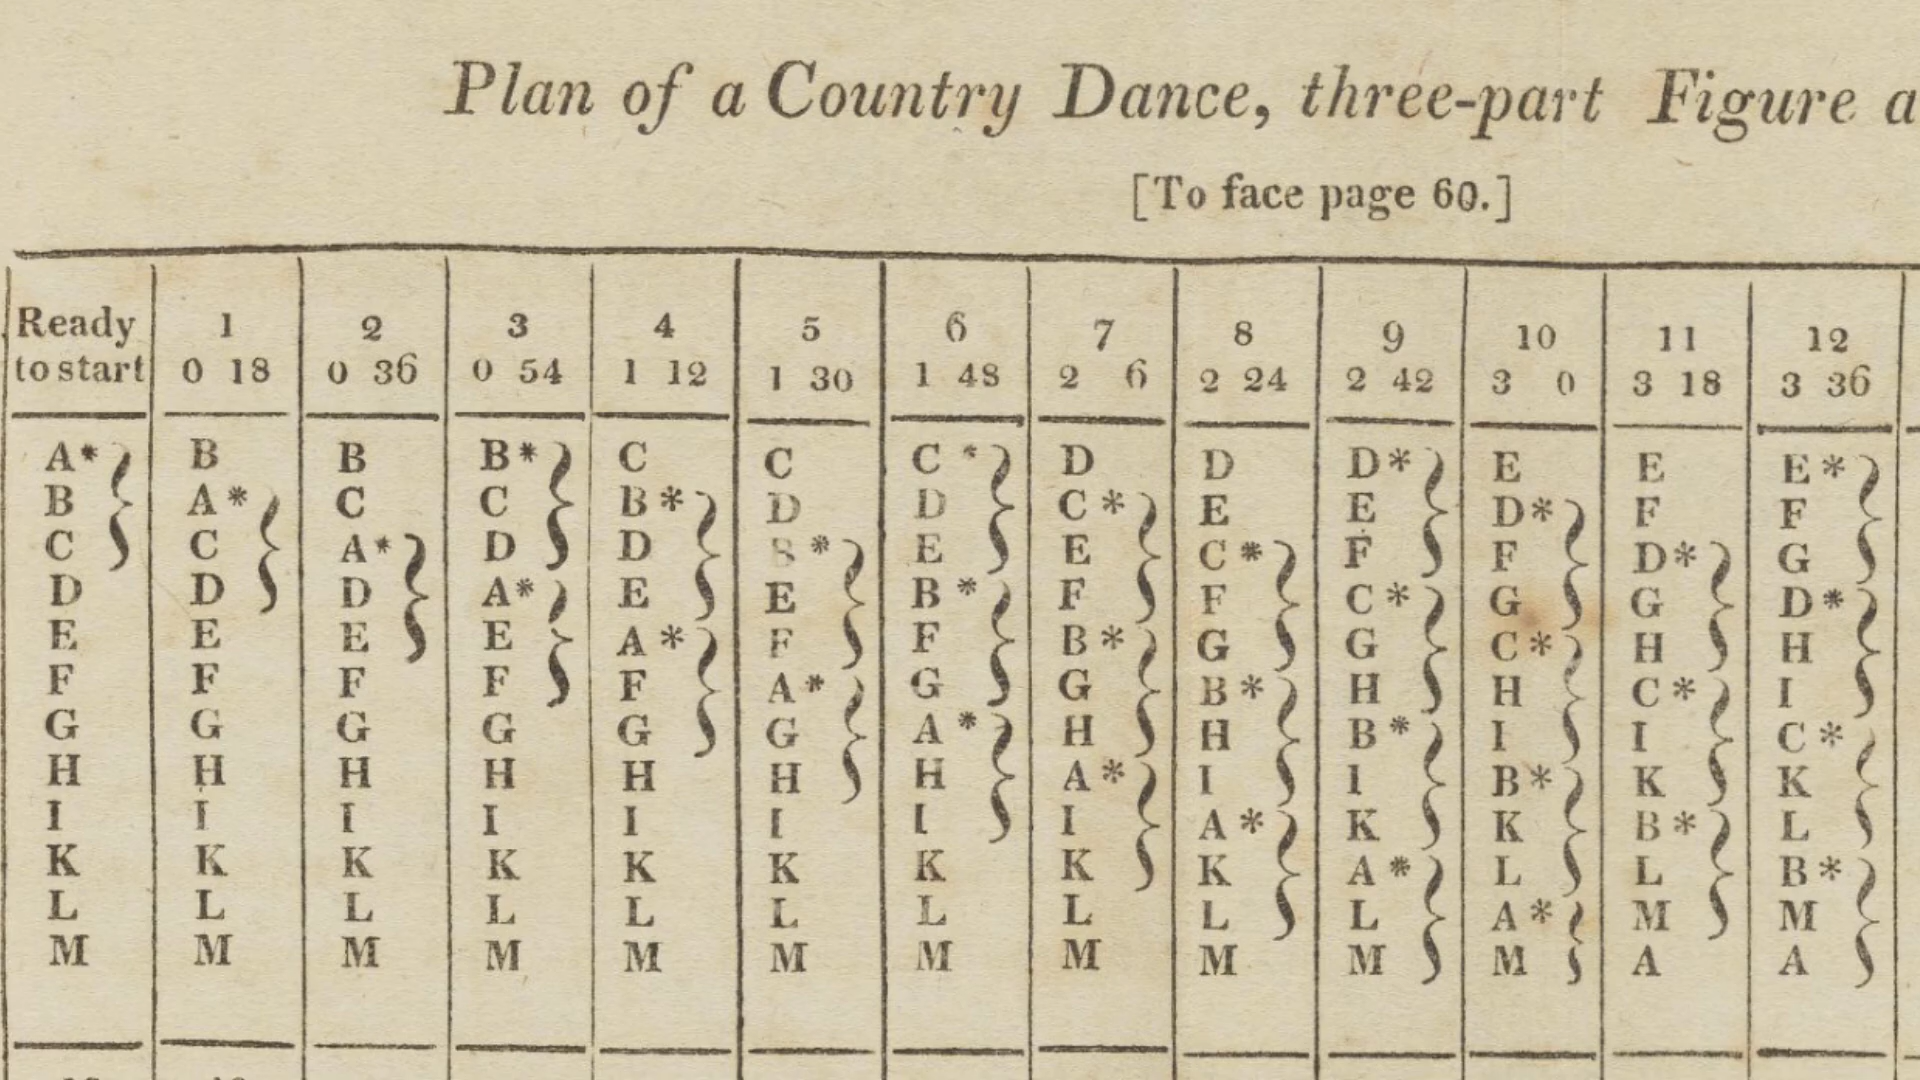 Plan of a Country Dance, three-part Figure a
[To face page 60.]
Ready 1 2 3 4 5 6 7 8 9 10 11 12
to start 0 18 0 36 0 54 1 12 1 30 1 48 2 6 2 24 2 42 3 0 3 18 3 36
A* B B B* C C C* D D D* E E E*
B A* C C B* D D C* E E D* F F
C C A* D D B* E E C* F F D* G
D D D A* E E B* F F C* G G D*
E E E E A* F F B* G G C* H H
F F F F F A* G G B* H H C* I
G G G G G G A* H H B* I I C*
H H H H H H H A* I I B* K K
I I I I I I I I A* K K B* L
K K K K K K K K K A* L L B*
L L L L L L L L L L A* M M
M M M M M M M M M M M A A